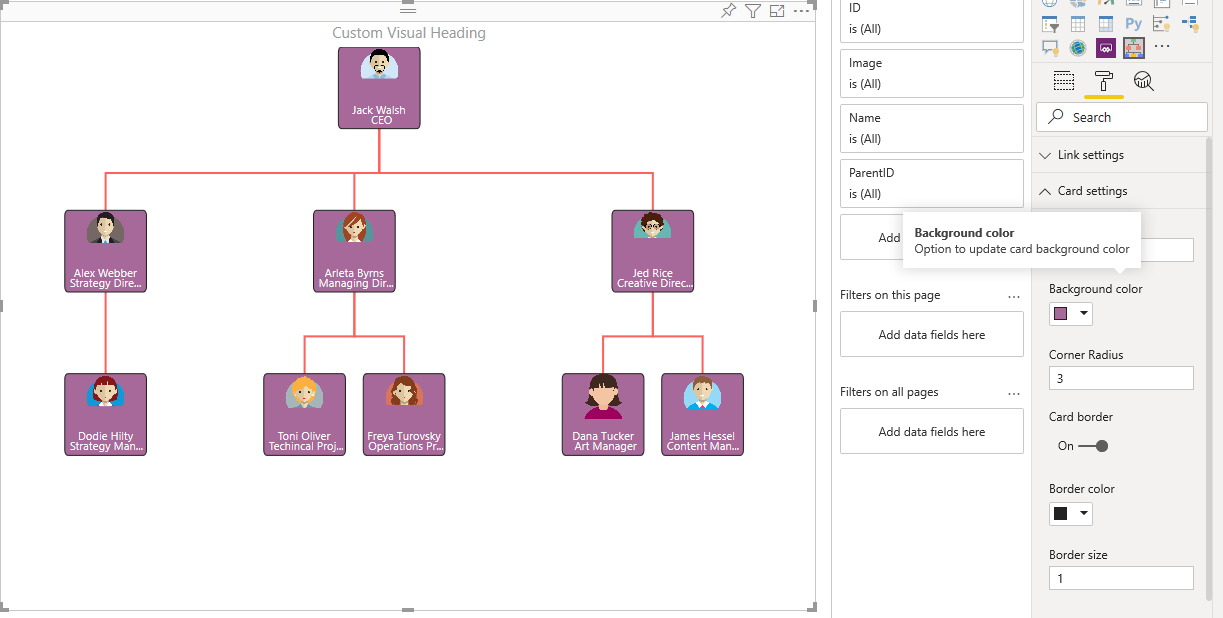 Custom Visual Heading
Jack Walsh
CEO
Alex Webber
Strategy Dire...
Arleta Byrns
Managing Dir...
Jed Rice
Creative Direc...
Dodie Hilty
Strategy Man...
Toni Oliver
Techincal Proj...
Freya Turovsky
Operations Pr...
Dana Tucker
Art Manager
James Hessel
Content Man...
ID
is (All)
Image
is (All)
Name
is (All)
ParentID
is (All)
Add
Filters on this page
...
Add data fields here
Filters on all pages
...
Add data fields here
Py
Search
Link settings
Card settings
Background color
Option to update card background color
Background color
Corner Radius
3
Card border
On
Border color
Border size
1